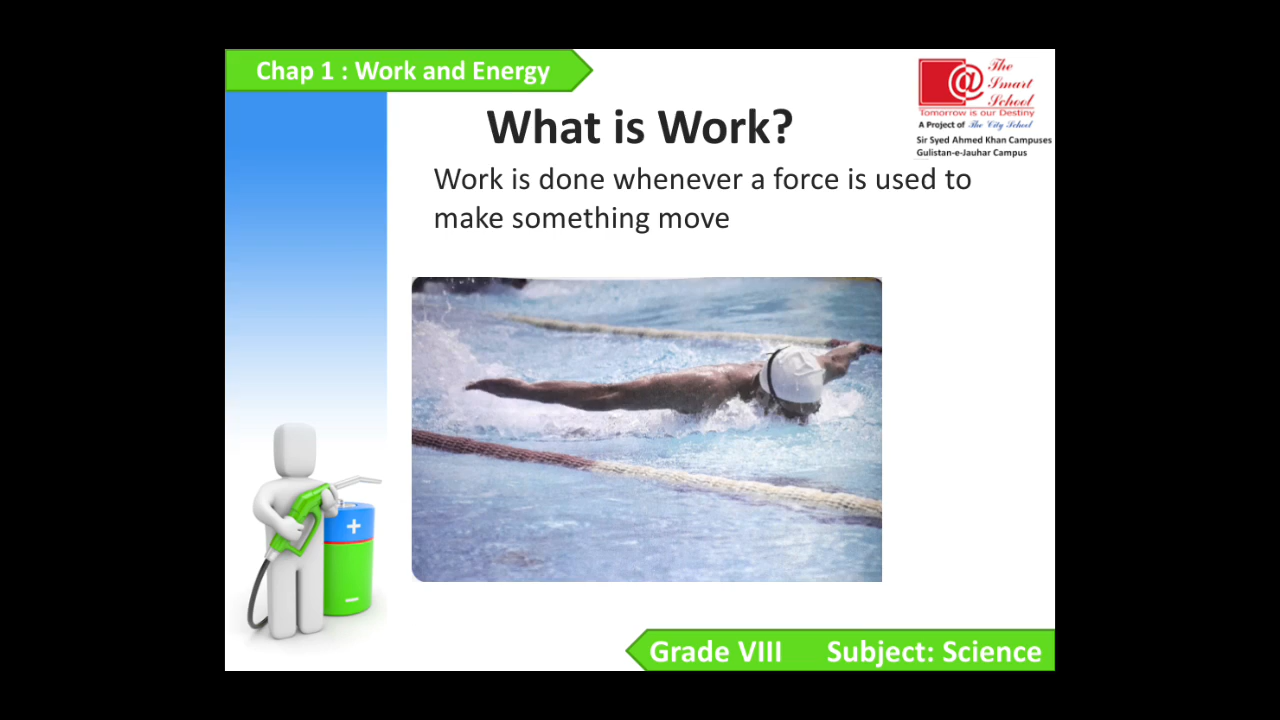 Chap 1 : Work and Energy
The
Smart
School
Tomorrow is our Destiny
A Project of The City School
Sir Syed Ahmed Khan Campuses
Gulistan-e-Jauhar Campus
What is Work?
Work is done whenever a force is used to
make something move
Grade VIII Subject: Science